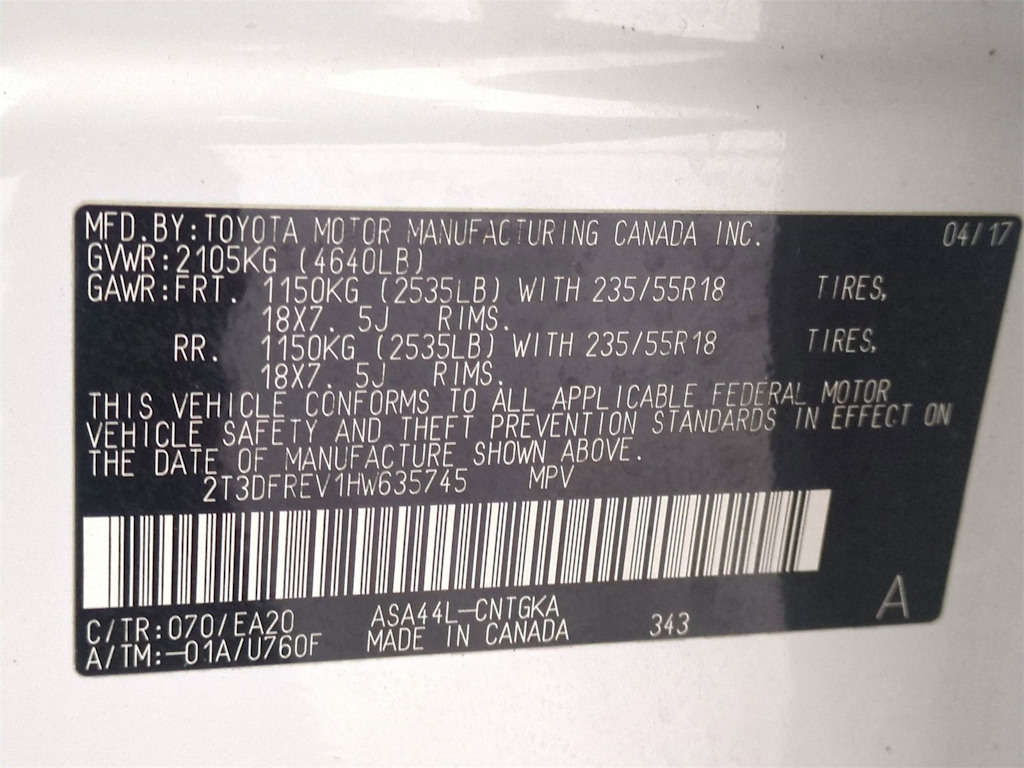 MFD.BY:TOYOTA MOTOR MANUFACTURING CANADA INC. 04/17
GVWR:2105KG (4640LB)
GAWR:FRT. 1150KG (2535LB) WITH 235/55R18 TIRES,
18X7. 5J RIMS.
RR. 1150KG (2535LB) WITH 235/55R18 TIRES,
18X7. 5J RIMS.
THIS VEHICLE CONFORMS TO ALL APPLICABLE FEDERAL MOTOR
VEHICLE SAFETY AND THEFT PREVENTION STANDARDS IN EFFECT ON
THE DATE OF MANUFACTURE SHOWN ABOVE.
2T3DFREV1HW635745 MPV
C/TR:070/EA20 ASA44L-CNTGKA 343 A
A/TM:-01A/U760F MADE IN CANADA